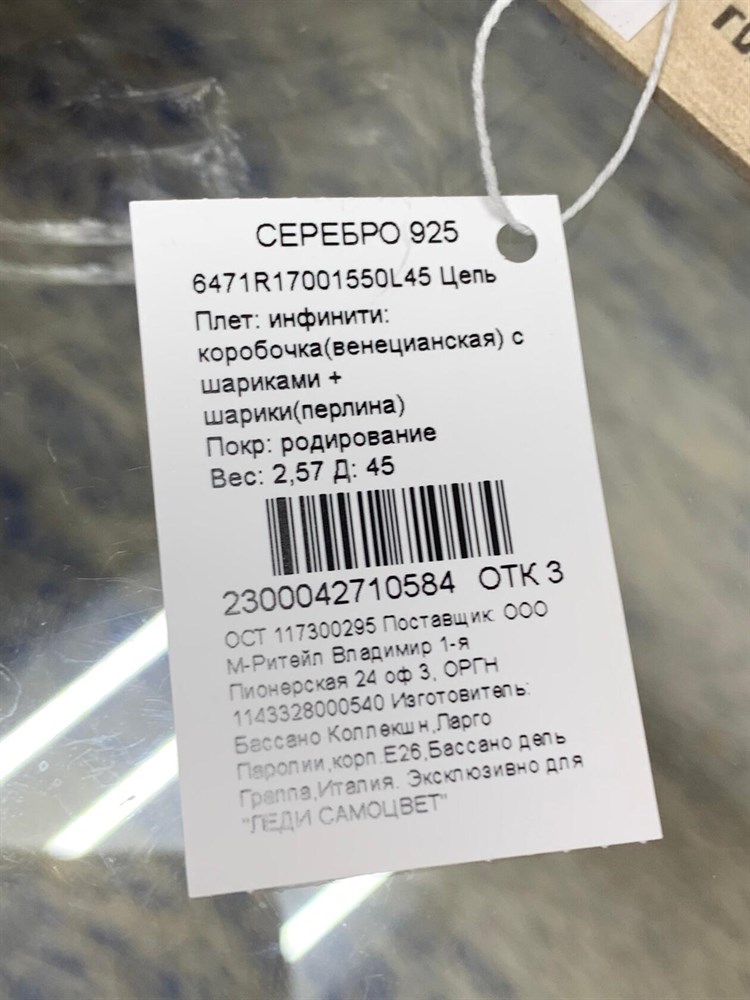 СЕРЕБРО 925
6471R17001550L45 Цепь
Плет: инфинити:
коробочка(венецианская) с
шариками +
шарики(перлина)
Покр: родирование
Вес: 2,57 Д: 45
2300042710584 ОТК 3
ОСТ 117300295 Поставщик: ООО
М-Ритейл Владимир 1-я
Пионерская 24 оф 3, ОРГН
1143328000540 Изготовитель:
Бассано Коллекшн,Ларго
Паролии,корп.Е26,Бассано дель
Граппа,Италия. Эксклюзивно для
"ЛЕДИ САМОЦВЕТ"